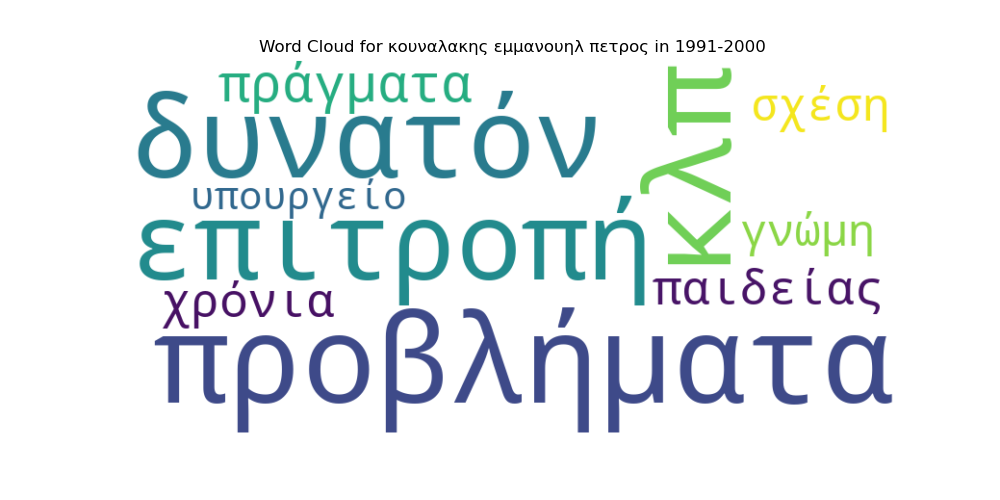 Word Cloud for κουναλακης εμμανουηλ πετρος in 1991-2000
πράγματα
σχέση
δυνατόν
κλπ
υπουργείο
επιτροπή
γνώμη
χρόνια
παιδείας
προβλήματα